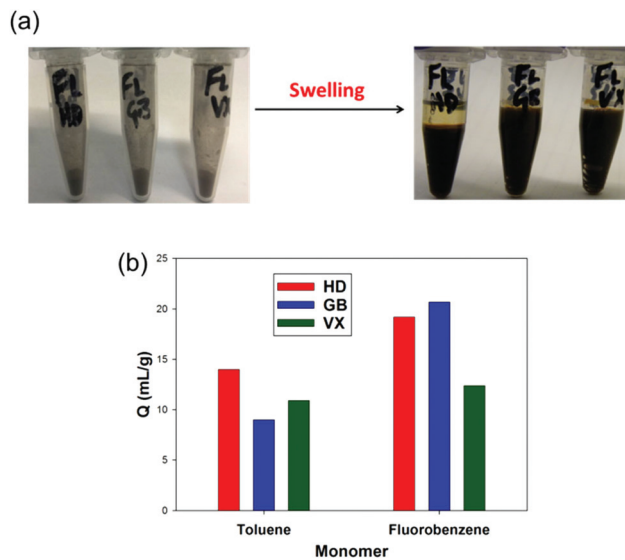 (a)
FL
HD
FL
GB
FL
VX
Swelling
FL
HD
FL
GB
FL
VX
(b)
HD
GB
VX
25
20
15
10
5
0
Q (mL/g)
Toluene Fluorobenzene
Monomer